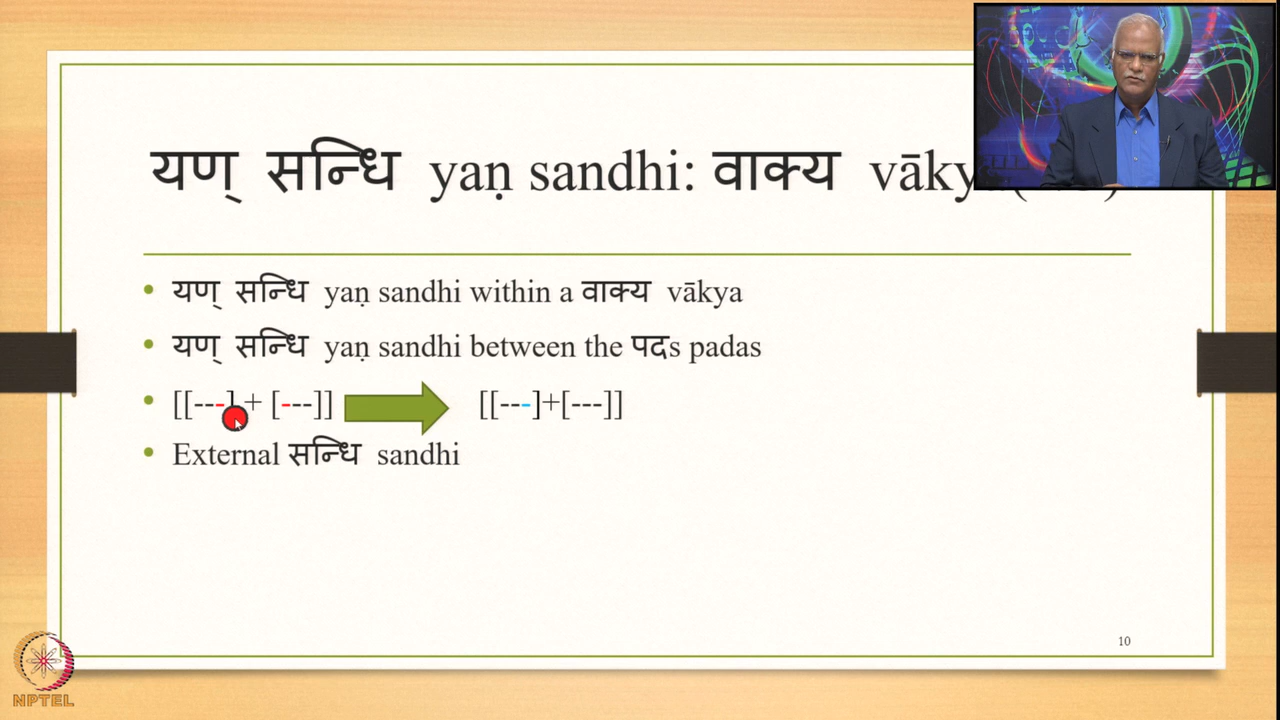 यण् सन्धि yaṇ sandhi: वाक्य
यण् सन्धि yaṇ sandhi within a वाक्य vākya
यण् सन्धि yaṇ sandhi between the पदs padas
[[---] + [---]] [[---]+[---]]
External सन्धि sandhi
10
NPTEL